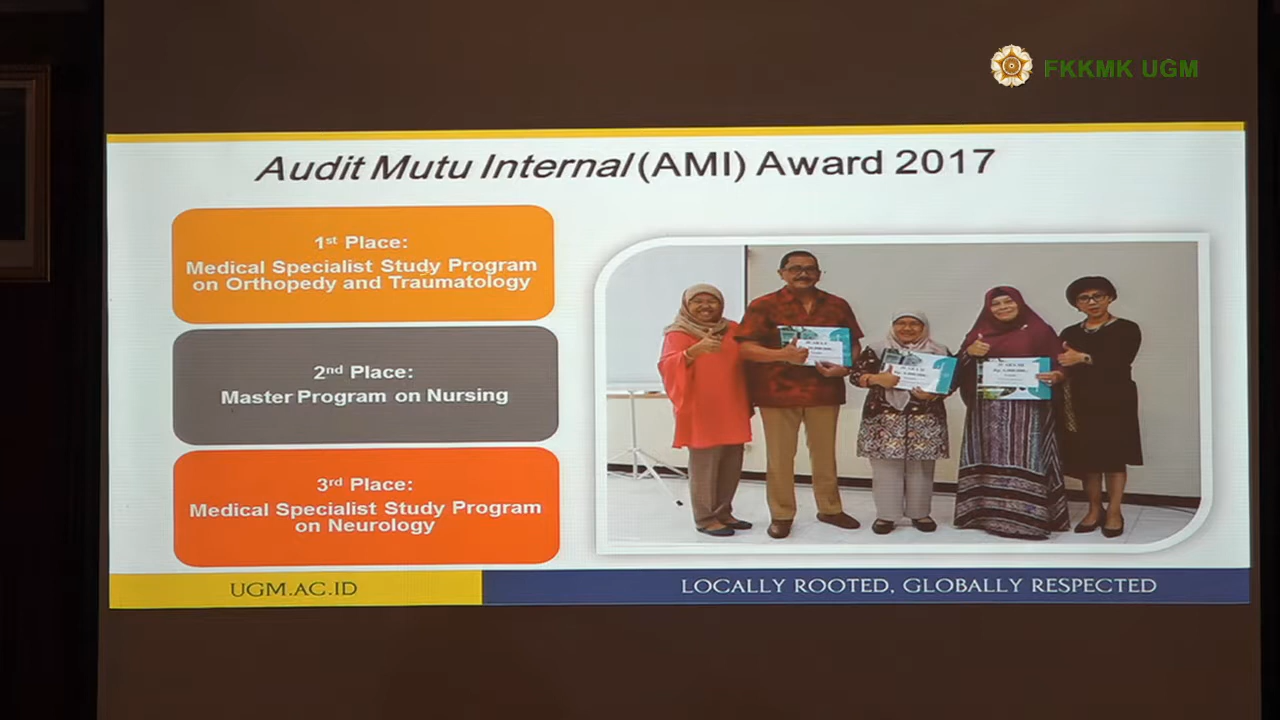 FKKMK UGM
Audit Mutu Internal (AMI) Award 2017
1st Place:
Medical Specialist Study Program
on Orthopedy and Traumatology
2nd Place:
Master Program on Nursing
3rd Place:
Medical Specialist Study Program
on Neurology
UGM.AC.ID
LOCALLY ROOTED, GLOBALLY RESPECTED